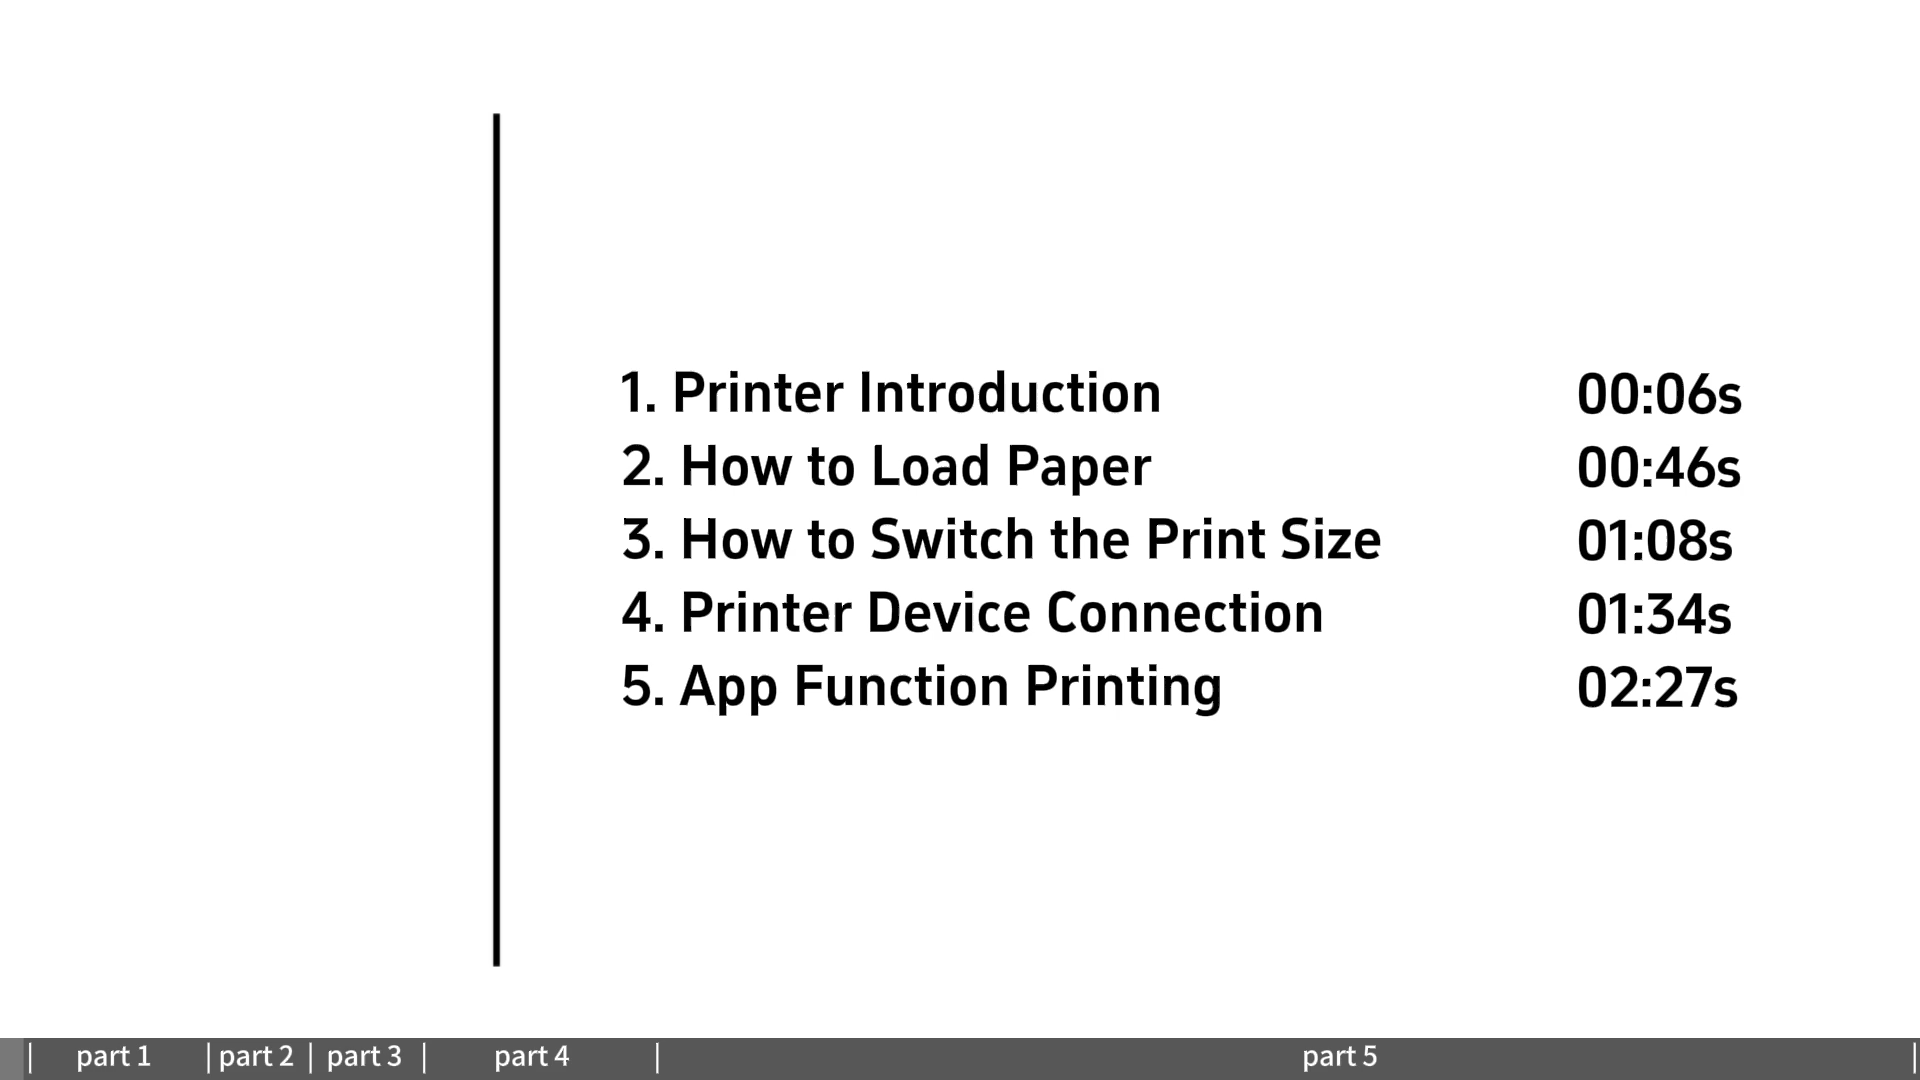 1. Printer Introduction 00:06s
2. How to Load Paper 00:46s
3. How to Switch the Print Size 01:08s
4. Printer Device Connection 01:34s
5. App Function Printing 02:27s
| part 1 | part 2 | part 3 | part 4 | part 5 |